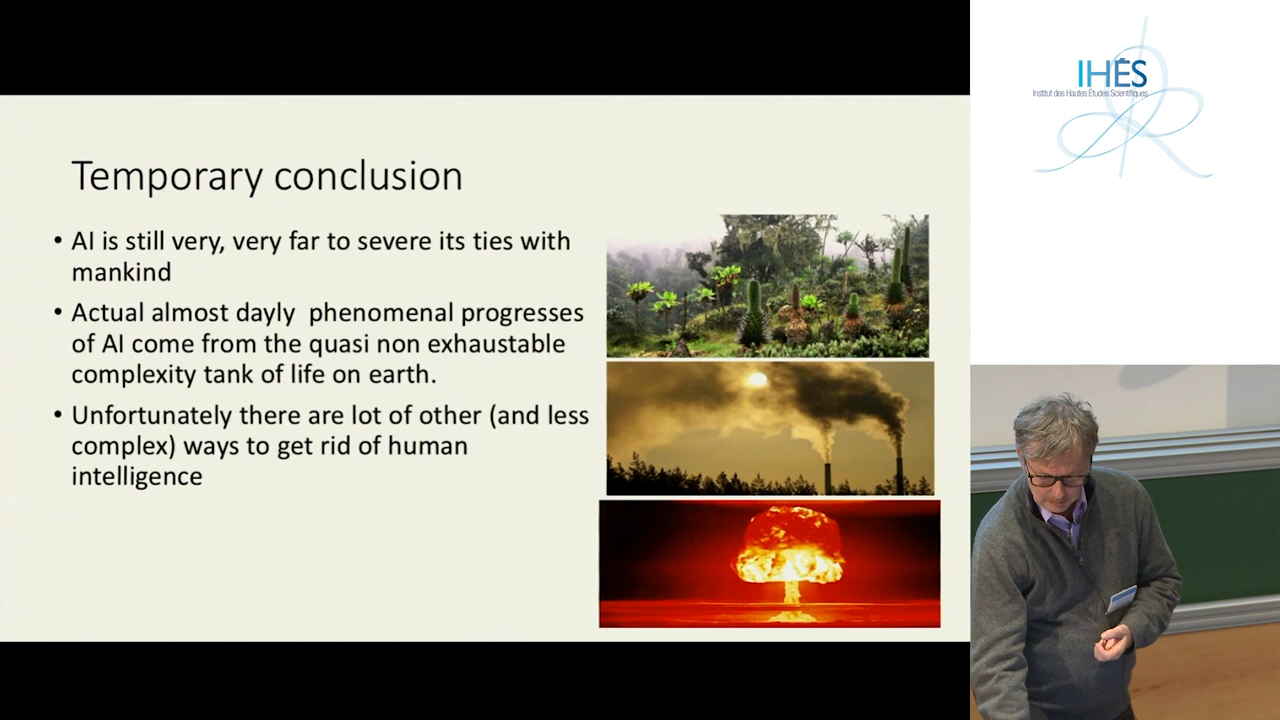 Temporary conclusion
• AI is still very, very far to severe its ties with
mankind
• Actual almost dayly phenomenal progresses
of AI come from the quasi non exhaustable
complexity tank of life on earth.
• Unfortunately there are lot of other (and less
complex) ways to get rid of human
intelligence
IHÉS
Institut des Hautes Études Scientifiques